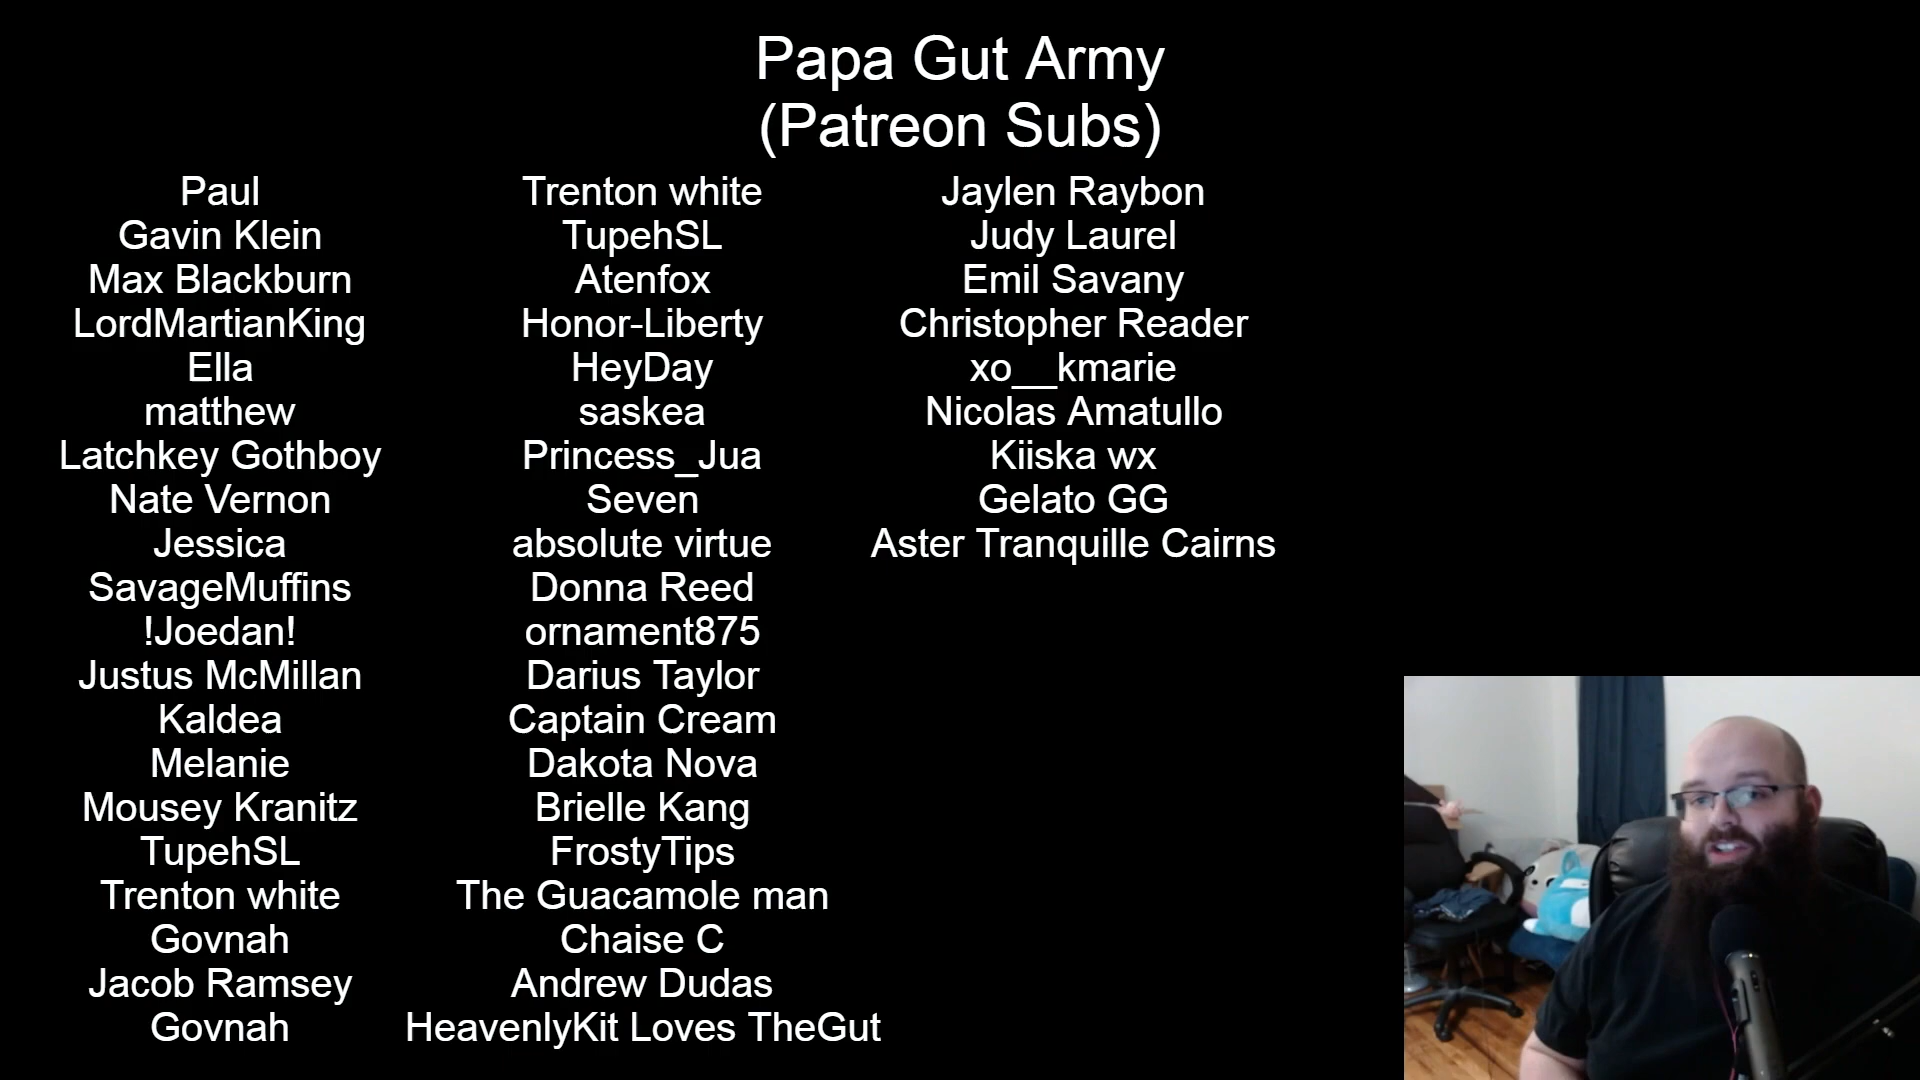 Papa Gut Army
(Patreon Subs)
Paul
Gavin Klein
Max Blackburn
LordMartianKing
Ella
matthew
Latchkey Gothboy
Nate Vernon
Jessica
SavageMuffins
!Joedan!
Justus McMillan
Kaldea
Melanie
Mousey Kranitz
TupehSL
Trenton white
Govnah
Jacob Ramsey
Govnah
Trenton white
TupehSL
Atenfox
Honor-Liberty
HeyDay
saskea
Princess_Jua
Seven
absolute virtue
Donna Reed
ornament875
Darius Taylor
Captain Cream
Dakota Nova
Brielle Kang
FrostyTips
The Guacamole man
Chaise C
Andrew Dudas
HeavenlyKit Loves TheGut
Jaylen Raybon
Judy Laurel
Emil Savany
Christopher Reader
xo__kmarie
Nicolas Amatullo
Kiiska wx
Gelato GG
Aster Tranquille Cairns